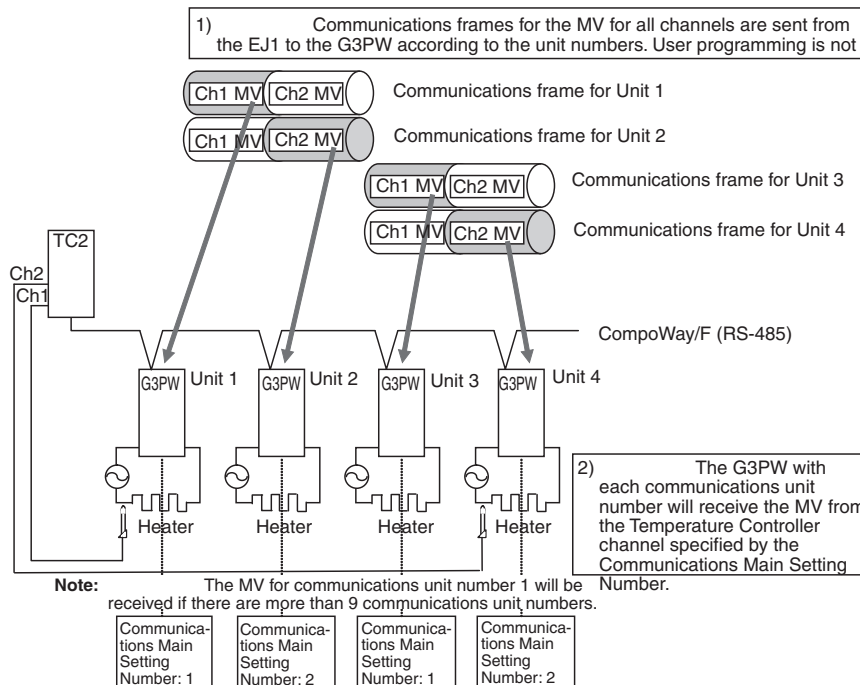 1) Communications frames for the MV for all channels are sent from
the EJ1 to the G3PW according to the unit numbers. User programming is not
Ch1 MV Ch2 MV Communications frame for Unit 1
Ch1 MV Ch2 MV Communications frame for Unit 2
Ch1 MV Ch2 MV Communications frame for Unit 3
Ch1 MV Ch2 MV Communications frame for Unit 4
TC2
Ch2
Ch1
CompoWay/F (RS-485)
G3PW Unit 1 G3PW Unit 2 G3PW Unit 3 G3PW Unit 4
Heater Heater Heater Heater
2) The G3PW with
each communications unit
number will receive the MV from
the Temperature Controller
channel specified by the
Communications Main Setting
Number.
Note: The MV for communications unit number 1 will be
received if there are more than 9 communications unit numbers.
Communica-
tions Main
Setting
Number: 1
Communica-
tions Main
Setting
Number: 2
Communica-
tions Main
Setting
Number: 1
Communica-
tions Main
Setting
Number: 2